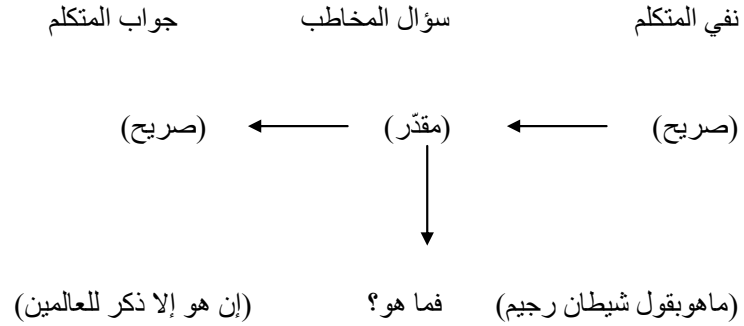 نفي المتكلم سؤال المخاطب جواب المتكلم
(صريح) (مقدّر) (صريح)
(ماهوبقول شيطان رجيم) فما هو؟ (إن هو إلا ذكر للعالمين)